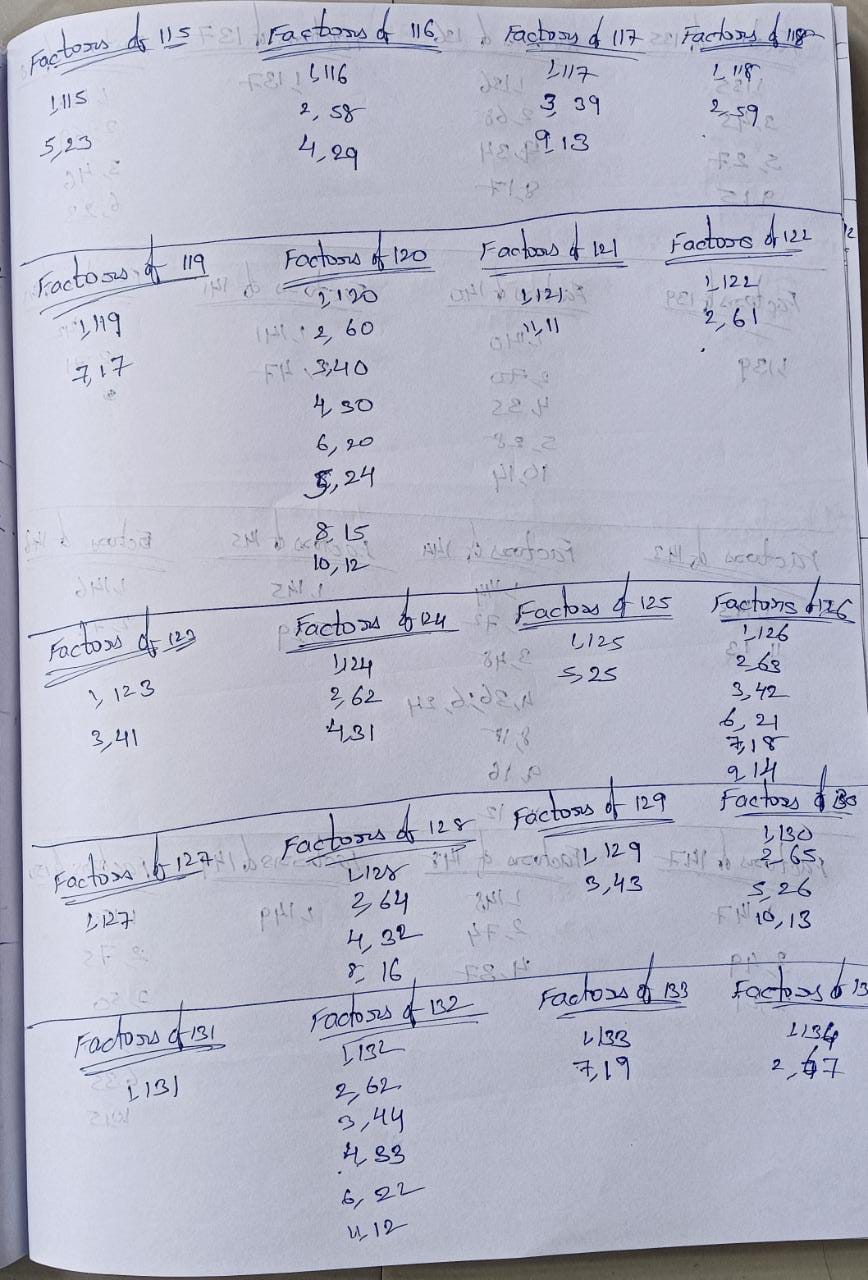 Factors of 115
1,115
5,23
Factors of 116
1,116
2, 58
4,29
Factors of 117
1,117
3, 39
9,13
Factors of 118
1,118
2,59
Factors of 119
1,119
7,17
Factors of 120
1,120
2, 60
3,40
4,30
6, 20
5, 24
8, 15
10, 12
Factors of 121
1,121
11,11
Factors of 122
1,122
2, 61
Factors of 123
1, 123
3,41
Factors of 124
1,124
2,62
4,31
Factors of 125
1,125
5,25
Factors of 126
1,126
2,63
3, 42
6, 21
7,18
9,14
Factors of 127
1,127
Factors of 128
1,128
2,64
4, 32
8, 16
Factors of 129
1, 129
3,43
Factors of 130
1,130
2,65
5, 26
10, 13
Factors of 131
1,131
Factors of 132
1,132
2,62
3,44
4,33
6, 22
11,12
Factors of 133
1,133
7,19
Factors of 13
1,134
2,67